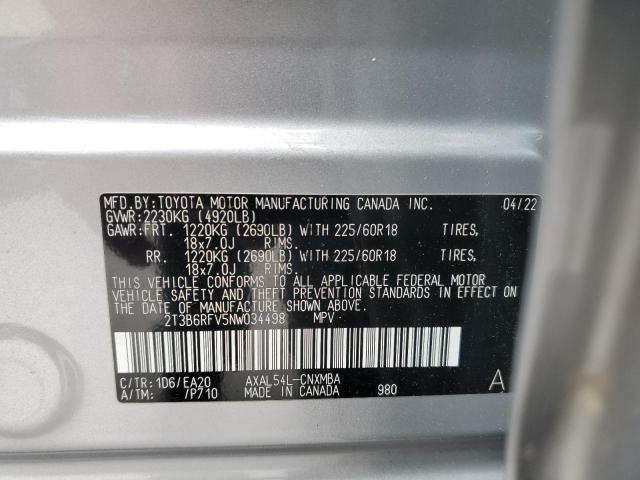 MFD.BY:TOYOTA MOTOR MANUFACTURING CANADA INC. 04/22
GVWR:2230KG (4920LB)
GAWR:FRT. 1220KG (2690LB) WITH 225/60R18 TIRES,
18x7.0J RIMS.
RR. 1220KG (2690LB) WITH 225/60R18 TIRES,
18x7.0J RIMS.
THIS VEHICLE CONFORMS TO ALL APPLICABLE FEDERAL MOTOR
VEHICLE SAFETY AND THEFT PREVENTION STANDARDS IN EFFECT ON
THE DATE OF MANUFACTURE SHOWN ABOVE.
2T3B6RFV5NW034498 MPV
C/TR:1D6/EA20 AXAL54L-CNXMBA A
A/TM: /P710 MADE IN CANADA 980